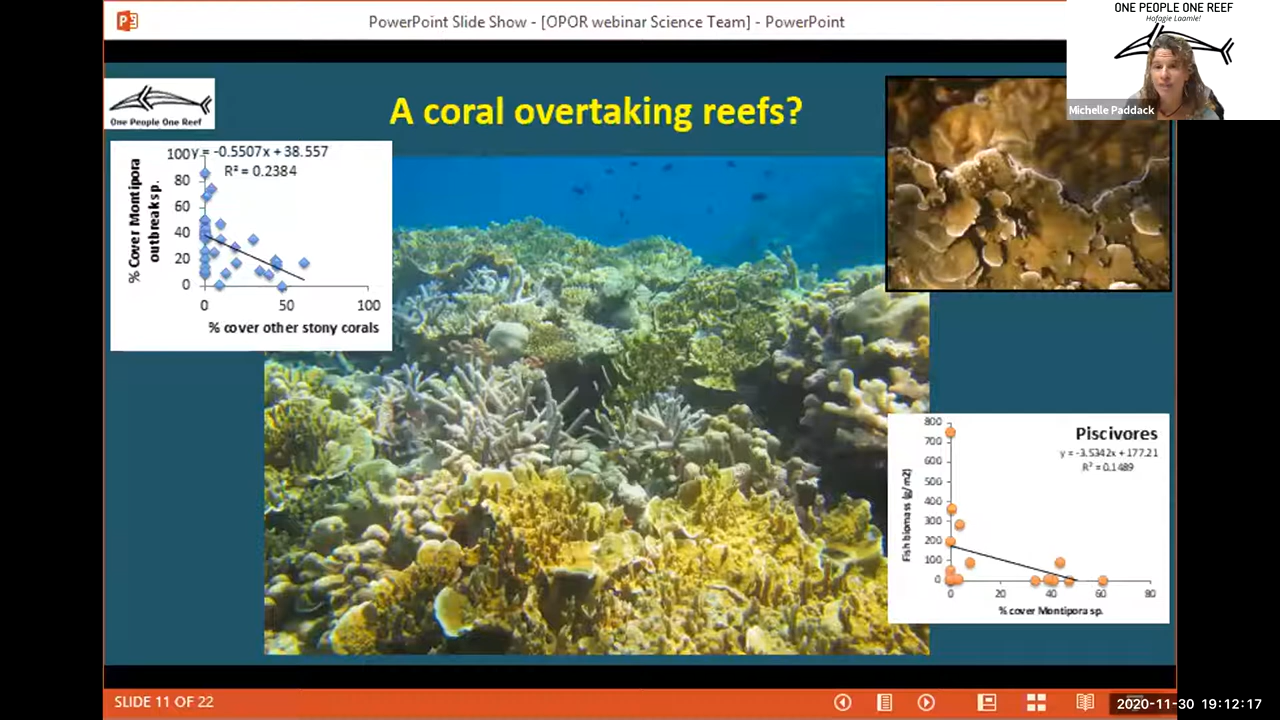 PowerPoint Slide Show - [OPOR webinar Science Team] - PowerPoint
ONE PEOPLE ONE REEF
Hofagie Laamle!
Michelle Paddack
One People One Reef
A coral overtaking reefs?
y = -0.5507x + 38.557
R² = 0.2384
% Cover Montipora
outbreak sp.
100
80
60
40
20
0
0 50 100
% cover other stony corals
Piscivores
y = -3.5342x + 177.21
R² = 0.1489
Fish biomass (g/m2)
800
700
600
500
400
300
200
100
0
0 20 40 60 80
% cover Montipora sp.
SLIDE 11 OF 22
2020-11-30 19:12:17